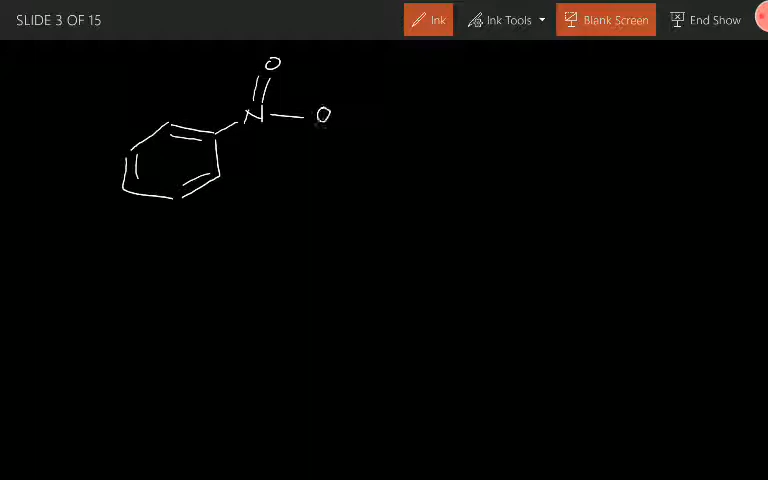 SLIDE 3 OF 15
Ink
Ink Tools
Blank Screen
End Show
O
N
O